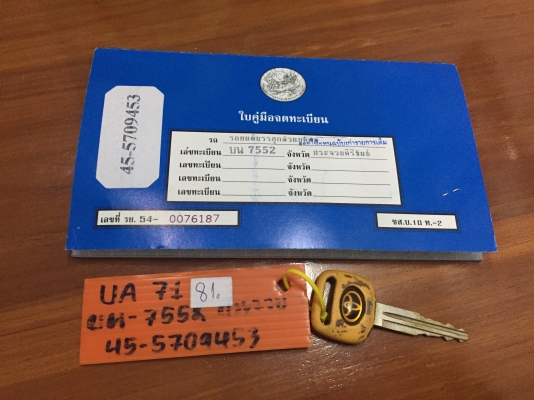 45-5709453
ใบคู่มือจดทะเบียน
รถ
เลขทะเบียน บน 7552 จังหวัด ประจวบคีรีขันธ์
เลขทะเบียน จังหวัด
เลขทะเบียน จังหวัด
เลขทะเบียน จังหวัด
เลขที่ รย. 54- 0076187
ขส.บ.10 ท.-2
UA 71 81.
7552
45-5709453